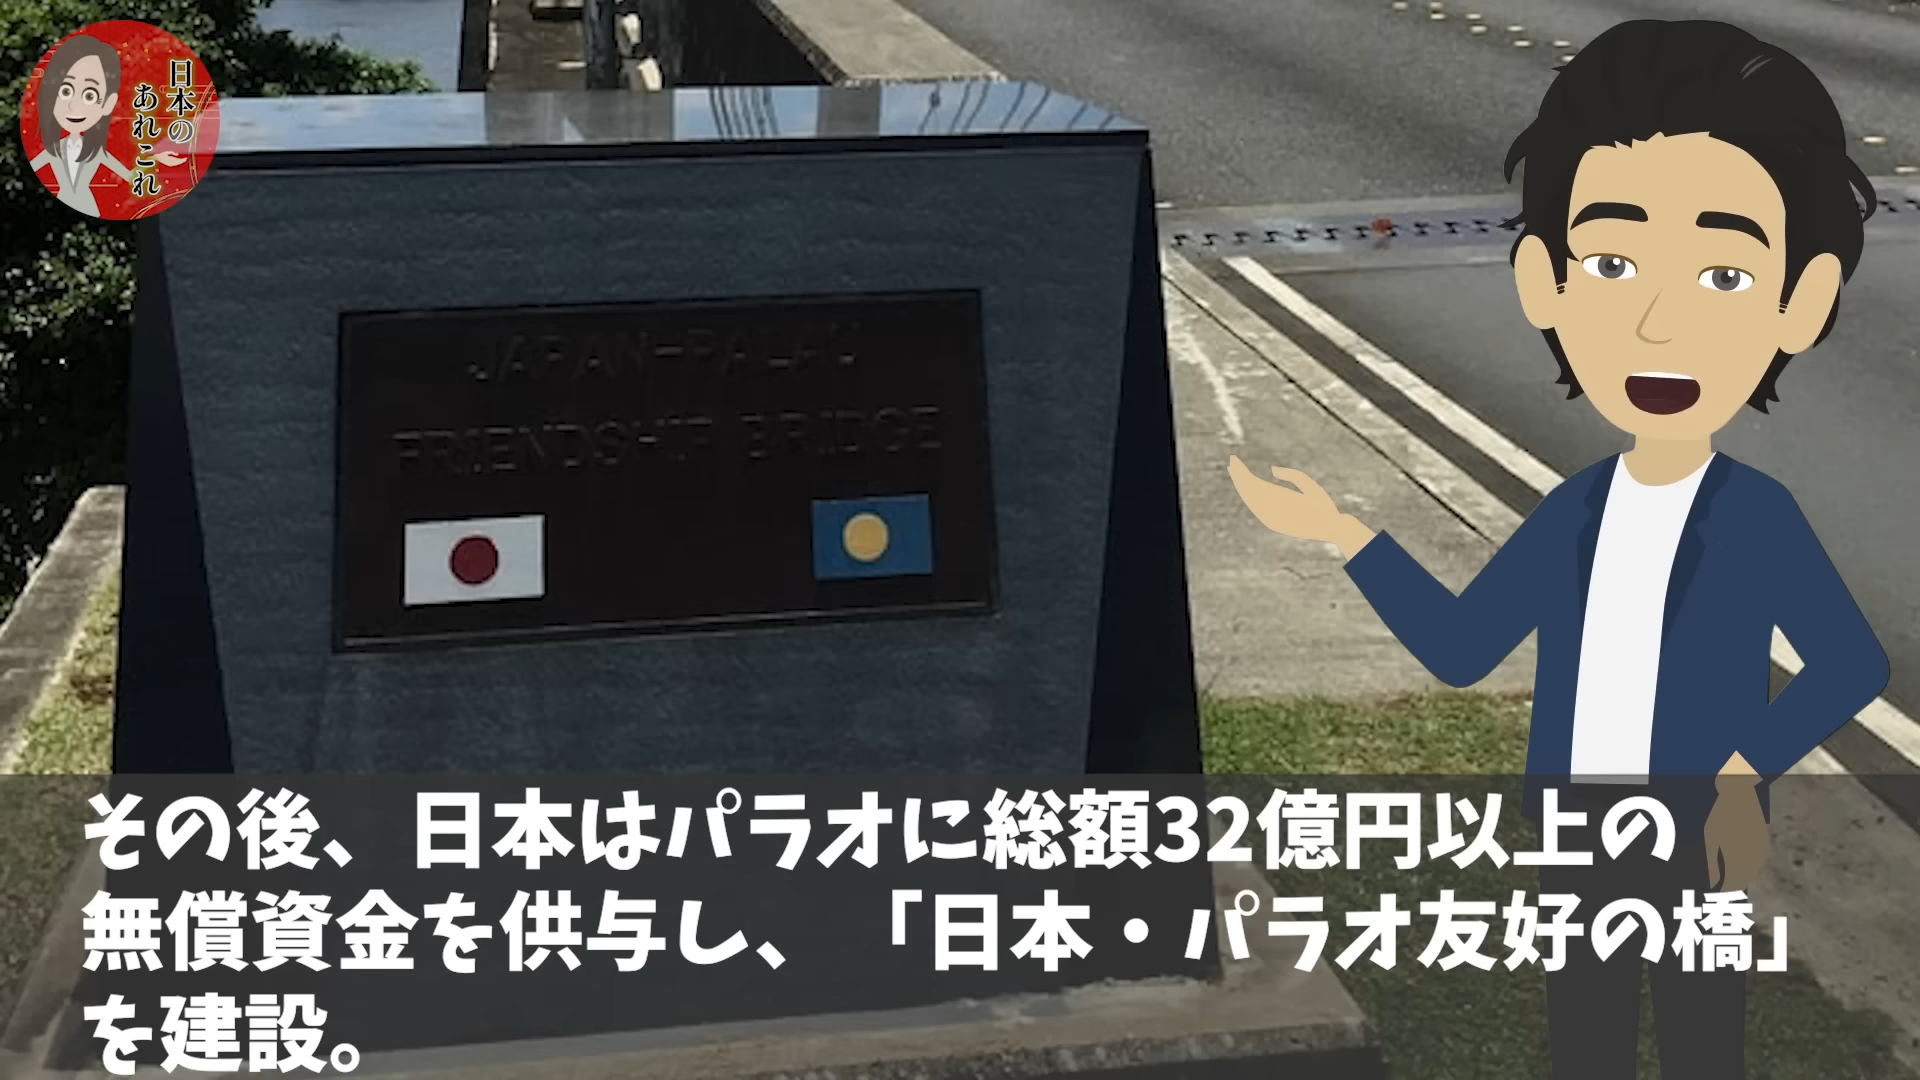 日本の
あれこれ
JAPAN-PALAU
FRIENDSHIP BRIDGE
その後、日本はパラオに総額32億円以上の
無償資金を供与し、「日本・パラオ友好の橋」
を建設。